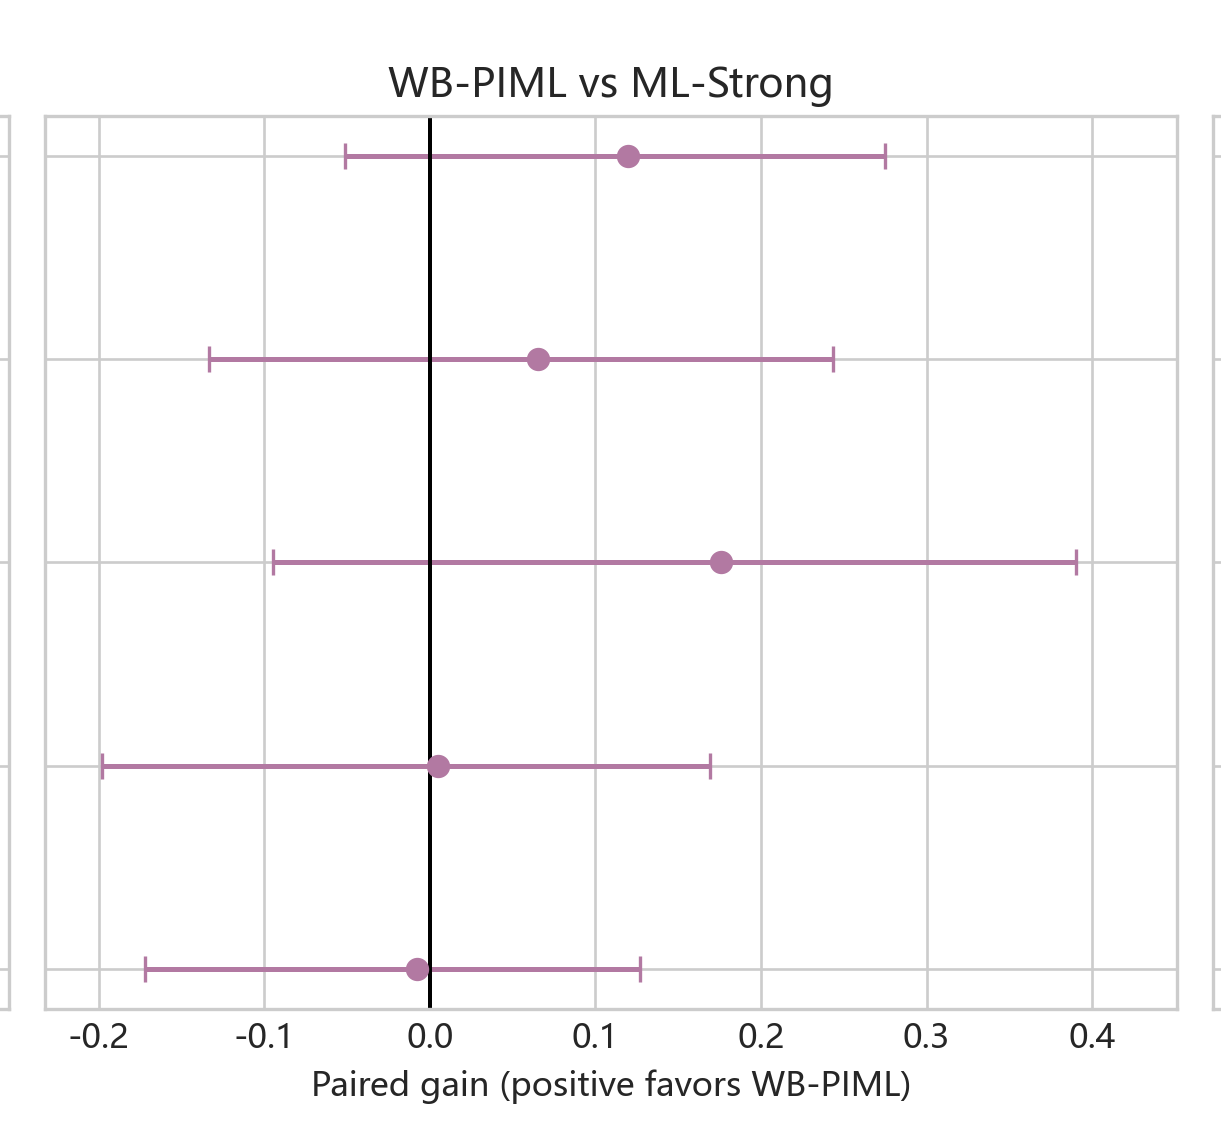 WB-PIML vs ML-Strong
-0.2 -0.1 0.0 0.1 0.2 0.3 0.4
Paired gain (positive favors WB-PIML)